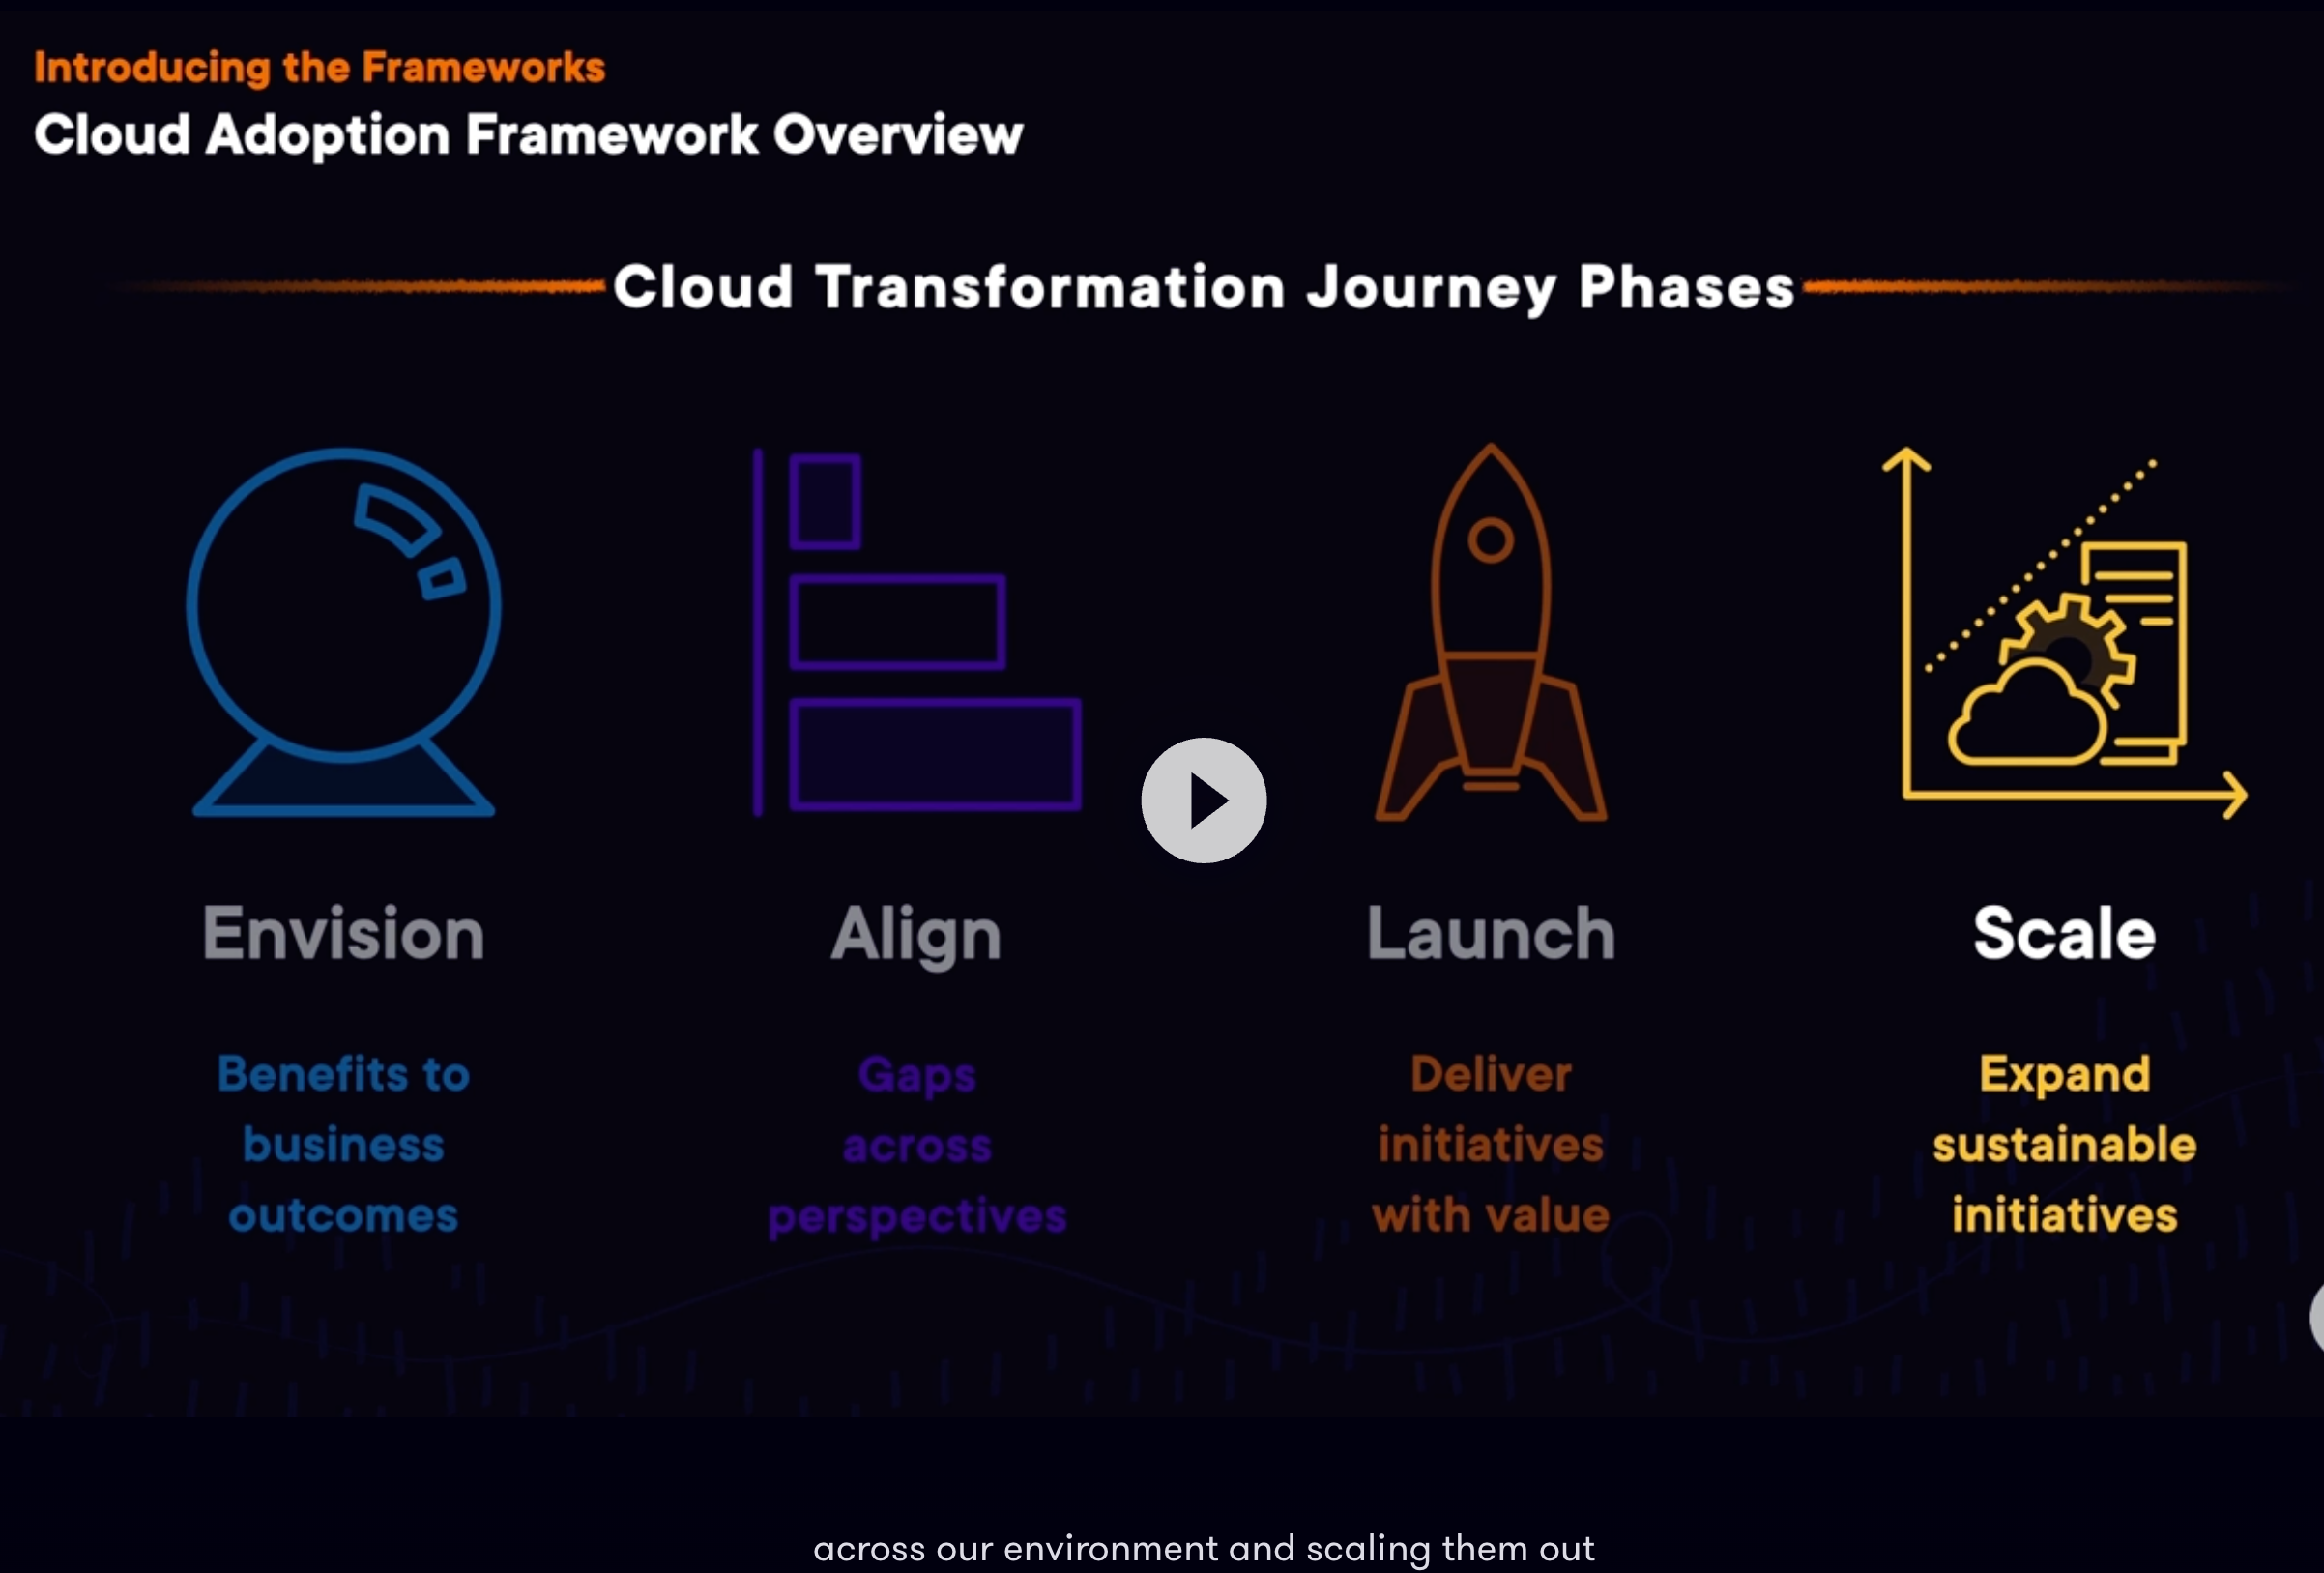 Introducing the Frameworks
Cloud Adoption Framework Overview
Cloud Transformation Journey Phases
Envision
Benefits to
business
outcomes
Align
Gaps
across
perspectives
Launch
Deliver
initiatives
with value
Scale
Expand
sustainable
initiatives
across our environment and scaling them out